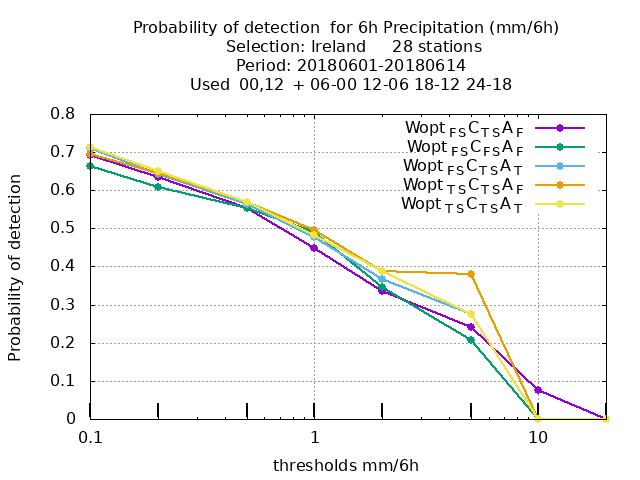 Probability of detection  for 6h Precipitation (mm/6h)
Selection: Ireland     28 stations
Period: 20180601-20180614
Used  00,12  + 06-00 12-06 18-12 24-18
Probability of detection
0.8
0.7
0.6
0.5
0.4
0.3
0.2
0.1
0
Wopt FS C TS A F
Wopt FS C FS A F
Wopt FS C TS A T
Wopt TS C TS A F
Wopt TS C TS A T
0.1 1 10
thresholds mm/6h